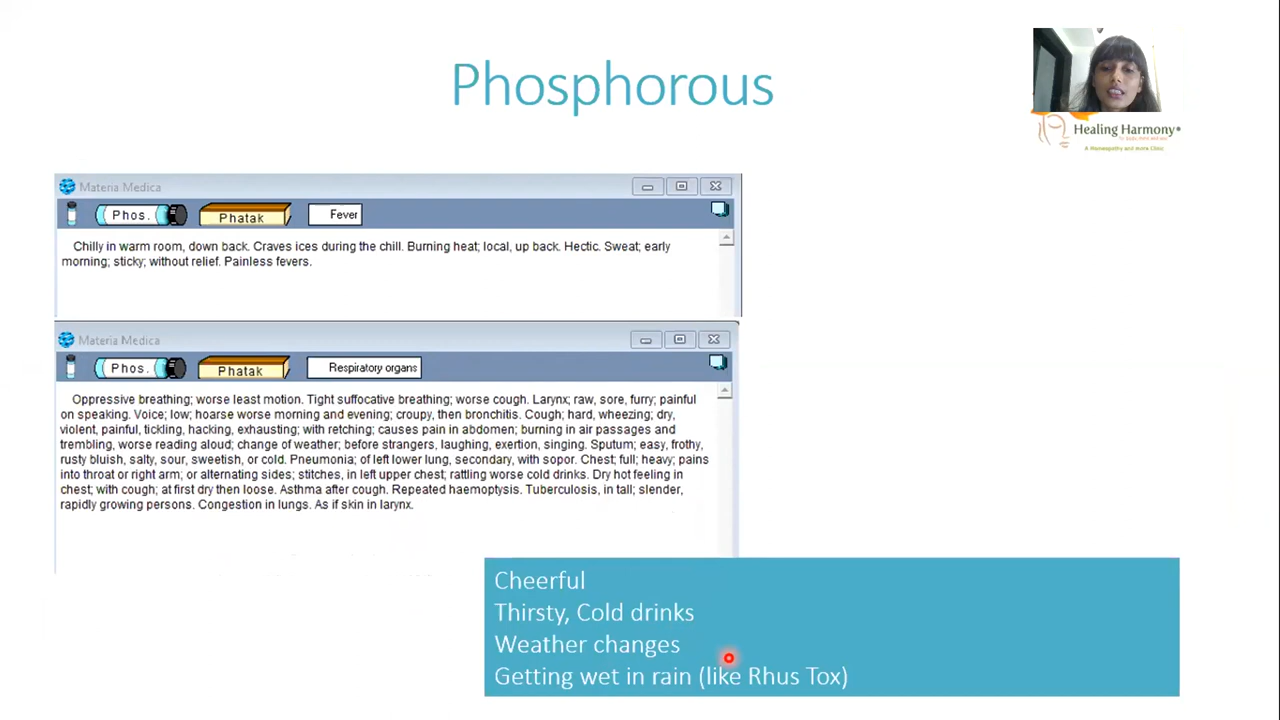 Phosphorous
Healing Harmony®
A Homeopathy and more Clinic
Materia Medica
Phos.
Phatak
Fever
Chilly in warm room, down back. Craves ices during the chill. Burning heat; local, up back. Hectic. Sweat; early
morning; sticky; without relief. Painless fevers.
Materia Medica
Phos.
Phatak
Respiratory organs
Oppressive breathing; worse least motion. Tight suffocative breathing; worse cough. Larynx; raw, sore, furry; painful
on speaking. Voice; low; hoarse worse morning and evening; croupy, then bronchitis. Cough; hard, wheezing; dry,
violent, painful, tickling, hacking, exhausting; with retching; causes pain in abdomen; burning in air passages and
trembling, worse reading aloud; change of weather; before strangers, laughing, exertion, singing. Sputum; easy, frothy,
rusty bluish, salty, sour, sweetish, or cold. Pneumonia; of left lower lung, secondary, with sopor. Chest; full; heavy; pains
into throat or right arm; or alternating sides; stitches, in left upper chest; rattling worse cold drinks. Dry hot feeling in
chest; with cough; at first dry then loose. Asthma after cough. Repeated haemoptysis. Tuberculosis, in tall; slender,
rapidly growing persons. Congestion in lungs. As if skin in larynx.
Cheerful
Thirsty, Cold drinks
Weather changes
Getting wet in rain (like Rhus Tox)